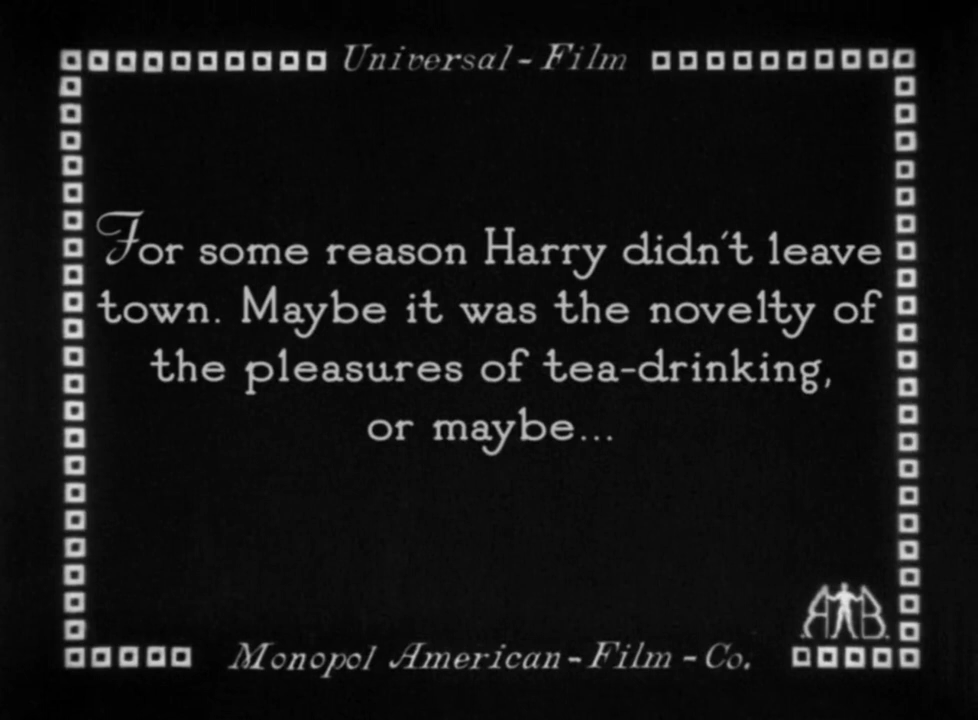 Universal-Film
For some reason Harry didn't leave
town. Maybe it was the novelty of
the pleasures of tea-drinking,
or maybe...
A B
Monopol American-Film-Co.